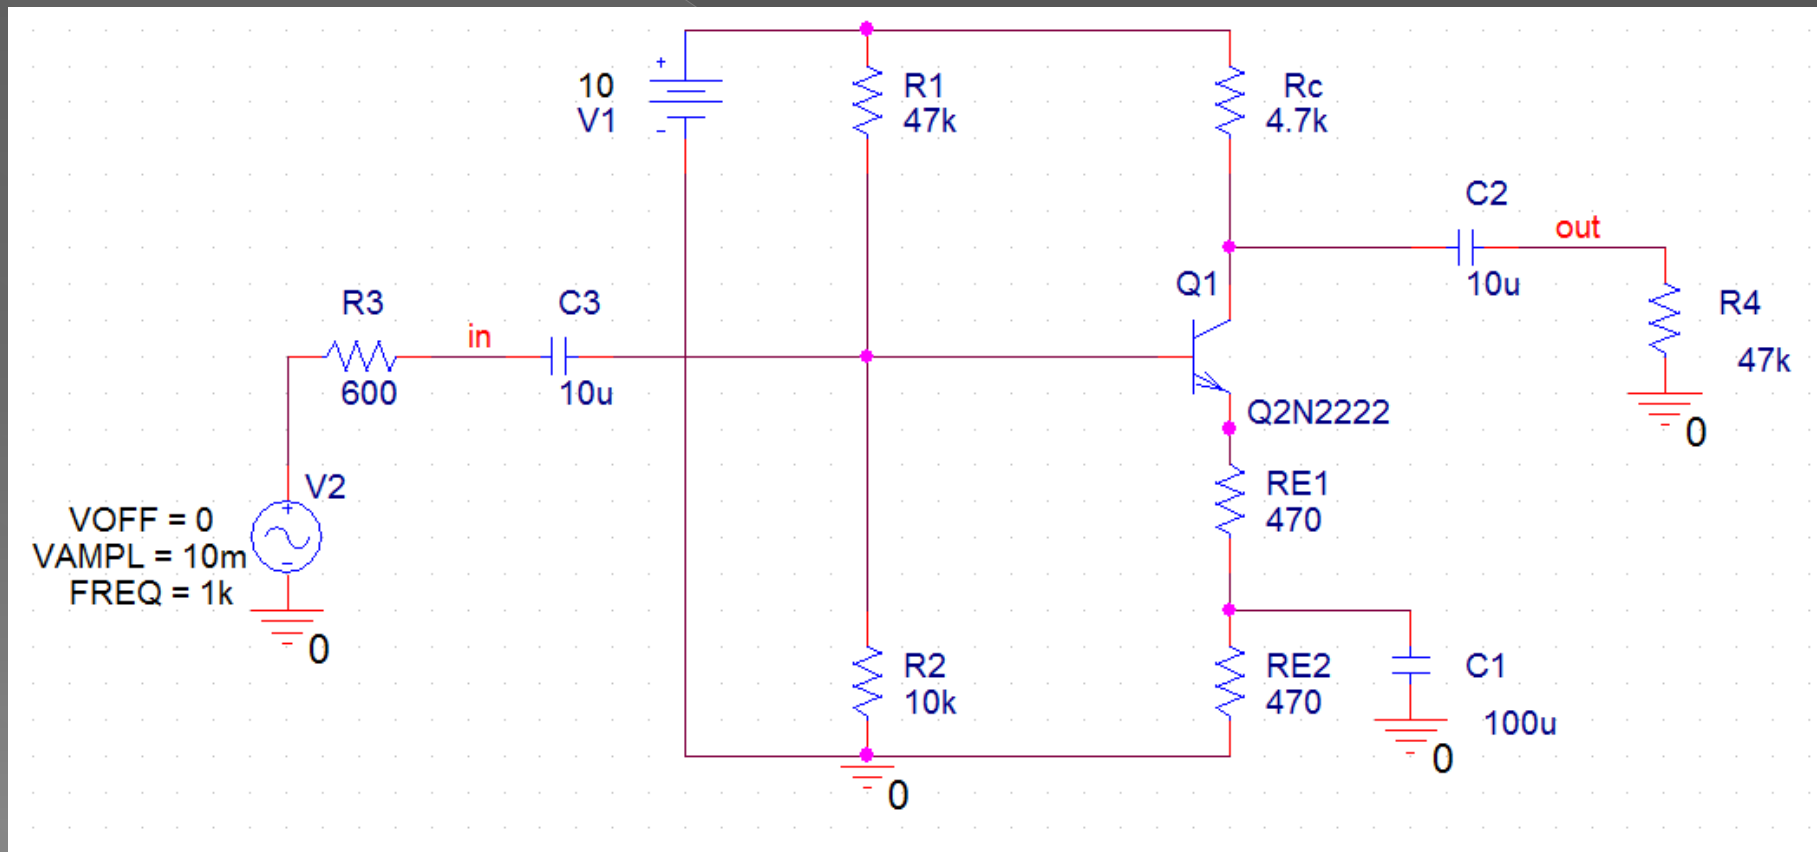 10
V1
R1
47k
Rc
4.7k
C2
out
10u
Q1
R3
in
C3
600
10u
R4
47k
0
Q2N2222
V2
VOFF = 0
VAMPL = 10m
FREQ = 1k
0
RE1
470
R2
10k
RE2
470
C1
100u
0
0